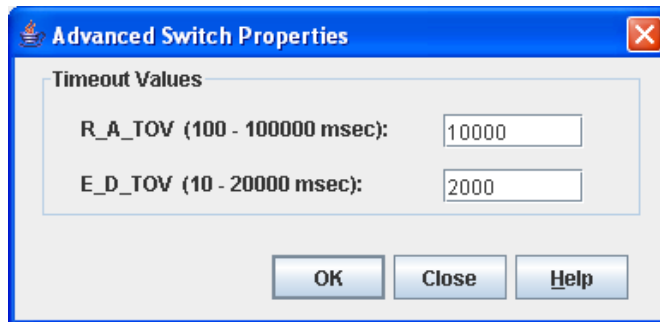 Advanced Switch Properties
Timeout Values
R_A_TOV (100 - 100000 msec): 10000
E_D_TOV (10 - 20000 msec): 2000
OK Close Help